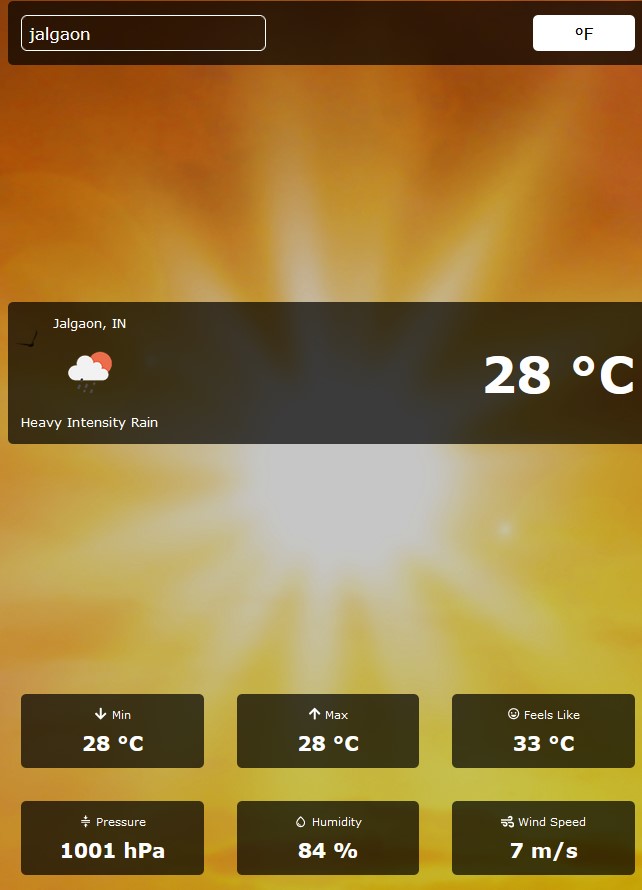 jalgaon
°F
Jalgaon, IN
28 °C
Heavy Intensity Rain
Min
28 °C
Max
28 °C
Feels Like
33 °C
Pressure
1001 hPa
Humidity
84 %
Wind Speed
7 m/s